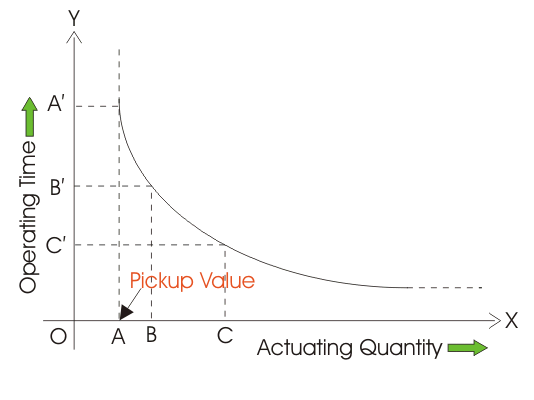 Y
A'
B'
C'
Operating Time
Pickup Value
O
A
B
C
X
Actuating Quantity